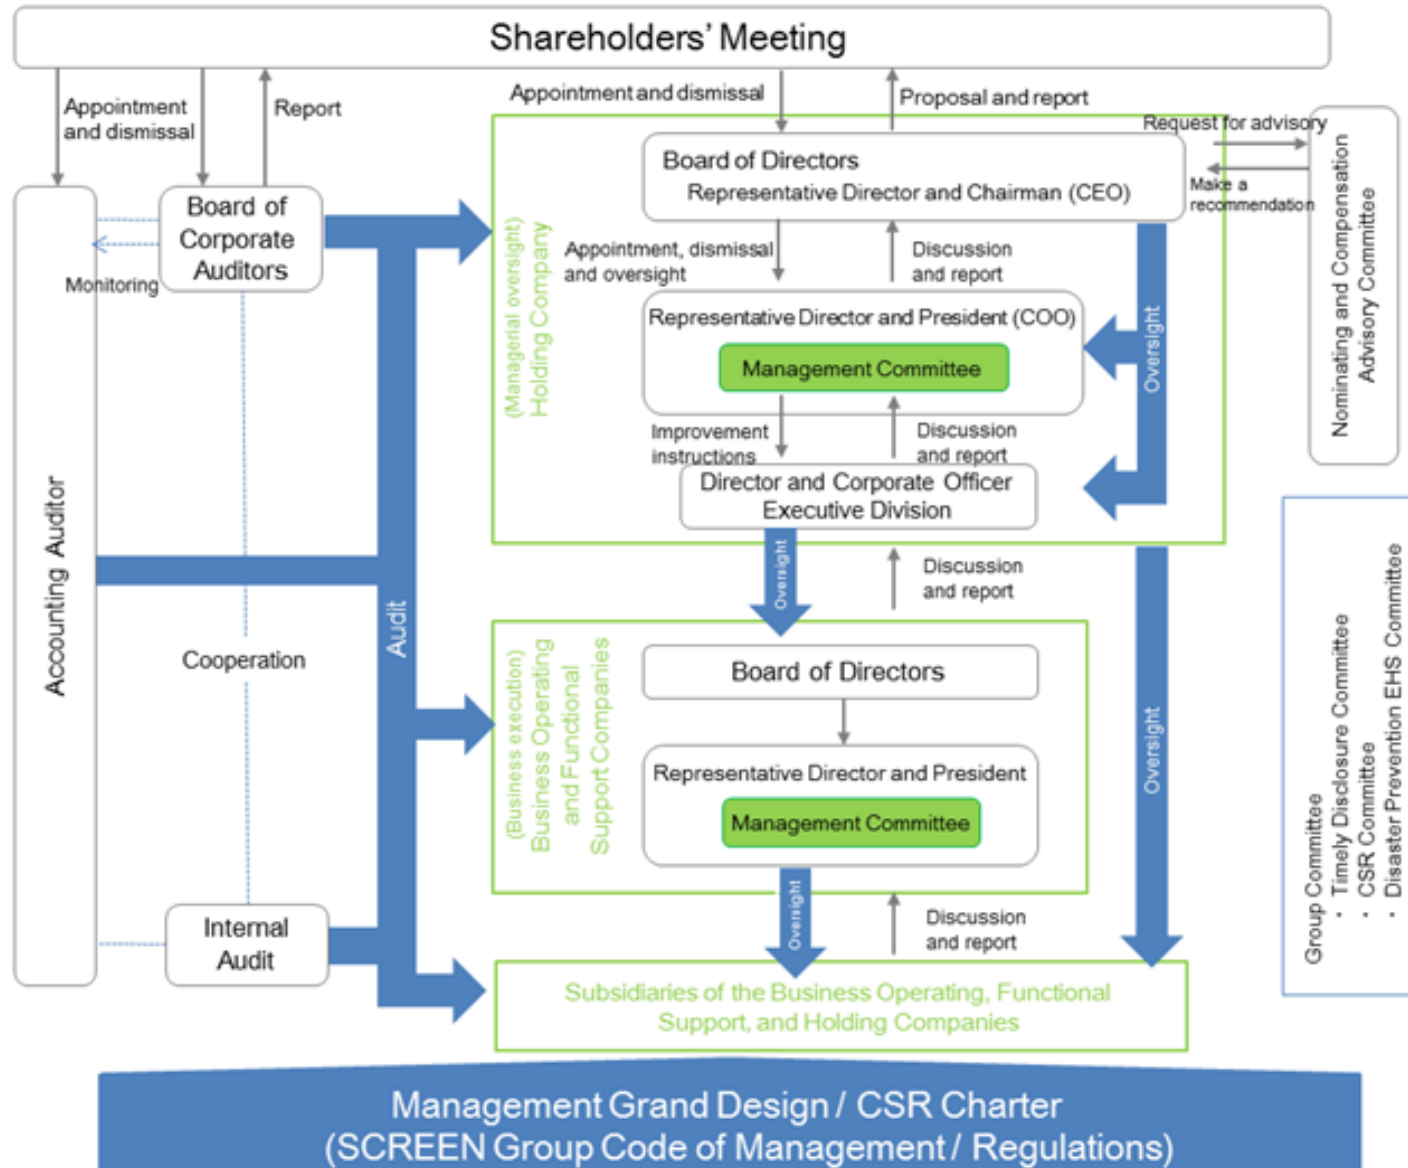 Shareholders' Meeting
Appointment
and dismissal
Report
Appointment and dismissal
Proposal and report
Request for advisory
Make a
recommendation
Nominating and Compensation
Advisory Committee
Board of Directors
Representative Director and Chairman (CEO)
Board of
Corporate
Auditors
Monitoring
(Managerial oversight)
Holding Company
Appointment, dismissal
and oversight
Discussion
and report
Oversight
Representative Director and President (COO)
Management Committee
Improvement
instructions
Discussion
and report
Director and Corporate Officer
Executive Division
Accounting Auditor
Audit
Cooperation
Oversight
Discussion
and report
Oversight
(Business execution)
Business Operating
and Functional
Support Companies
Board of Directors
Representative Director and President
Management Committee
Group Committee
· Timely Disclosure Committee
· CSR Committee
· Disaster Prevention EHS Committee
Internal
Audit
Oversight
Discussion
and report
Subsidiaries of the Business Operating, Functional
Support, and Holding Companies
Management Grand Design / CSR Charter
(SCREEN Group Code of Management / Regulations)